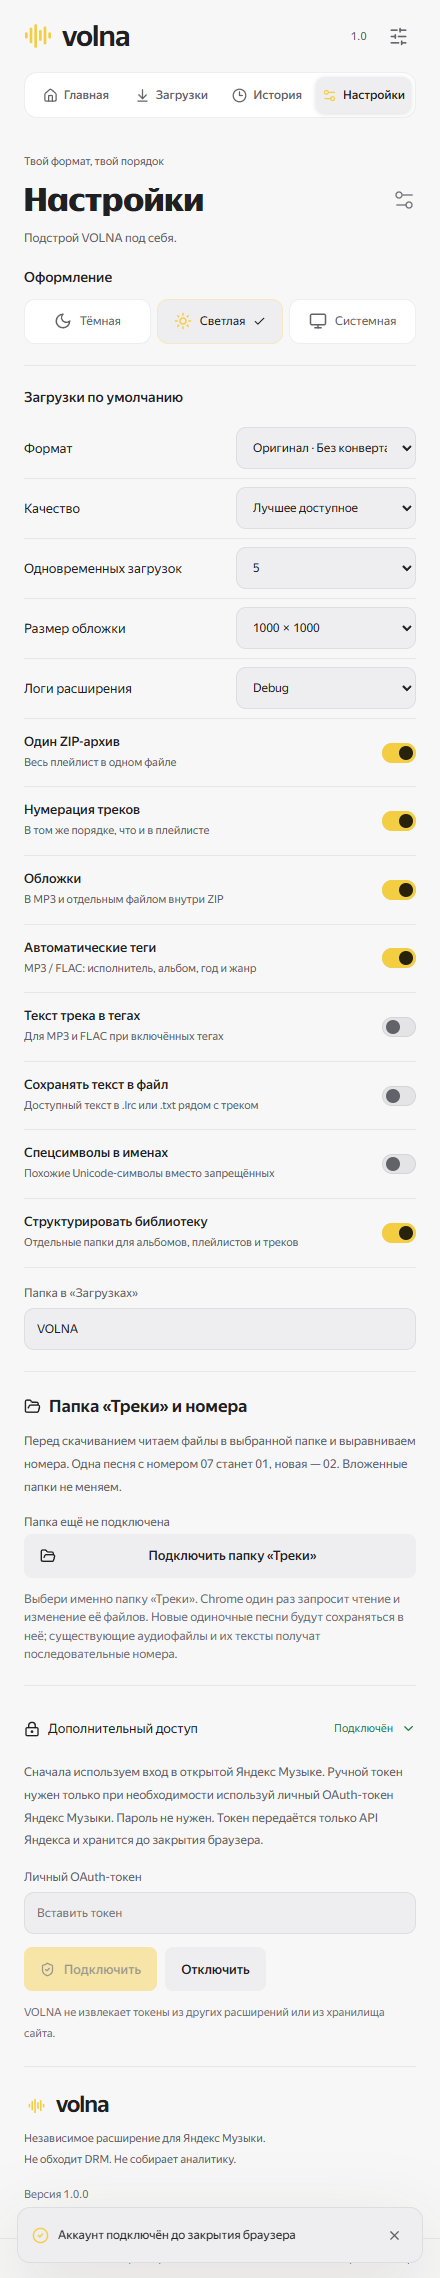 volna
1.0
Главная
Загрузки
История
Настройки
Твой формат, твой порядок
Настройки
Подстрой VOLNA под себя.
Оформление
Тёмная
Светлая
Системная
Загрузки по умолчанию
Формат
Оригинал · Без конверта
Качество
Лучшее доступное
Одновременных загрузок
5
Размер обложки
1000 × 1000
Логи расширения
Debug
Один ZIP-архив
Весь плейлист в одном файле
Нумерация треков
В том же порядке, что и в плейлисте
Обложки
В MP3 и отдельным файлом внутри ZIP
Автоматические теги
MP3 / FLAC: исполнитель, альбом, год и жанр
Текст трека в тегах
Для MP3 и FLAC при включённых тегах
Сохранять текст в файл
Доступный текст в .lrc или .txt рядом с треком
Спецсимволы в именах
Похожие Unicode-символы вместо запрещённых
Структурировать библиотеку
Отдельные папки для альбомов, плейлистов и треков
Папка в «Загрузках»
VOLNA
Папка «Треки» и номера
Перед скачиванием читаем файлы в выбранной папке и выравниваем
номера. Одна песня с номером 07 станет 01, новая — 02. Вложенные
папки не меняем.
Папка ещё не подключена
Подключить папку «Треки»
Выбери именно папку «Треки». Chrome один раз запросит чтение и
изменение её файлов. Новые одиночные песни будут сохраняться в
неё; существующие аудиофайлы и их тексты получат
последовательные номера.
Дополнительный доступ
Подключён
Сначала используем вход в открытой Яндекс Музыке. Ручной токен
нужен только при необходимости используй личный OAuth-токен
Яндекс Музыки. Пароль не нужен. Токен передаётся только API
Яндекса и хранится до закрытия браузера.
Личный OAuth-токен
Вставить токен
Подключить
Отключить
VOLNA не извлекает токены из других расширений или из хранилища
сайта.
volna
Независимое расширение для Яндекс Музыки.
Не обходит DRM. Не собирает аналитику.
Версия 1.0.0
Аккаунт подключён до закрытия браузера